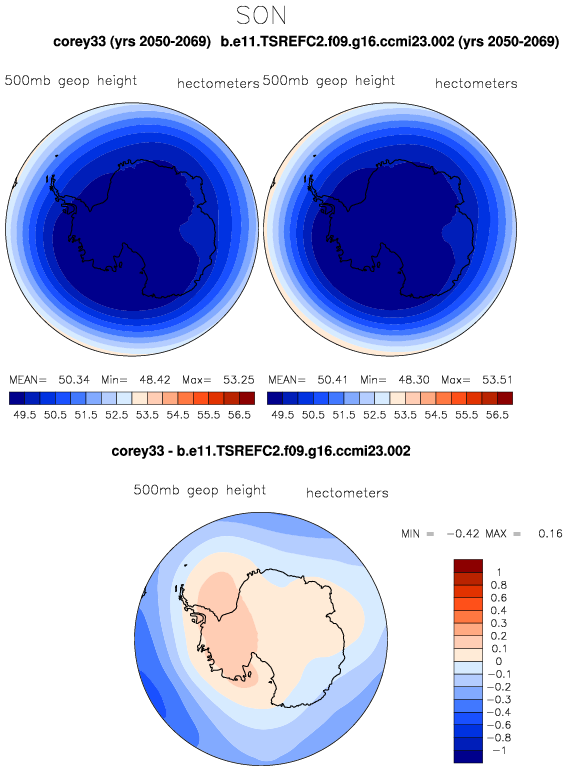 SON
corey33 (yrs 2050-2069) b.e11.TSREFC2.f09.g16.ccmi23.002 (yrs 2050-2069)
500mb geop height hectometers 500mb geop height hectometers
MEAN= 50.34 Min= 48.42 Max= 53.25 MEAN= 50.41 Min= 48.30 Max= 53.51
49.5 50.5 51.5 52.5 53.5 54.5 55.5 56.5 49.5 50.5 51.5 52.5 53.5 54.5 55.5 56.5
corey33 - b.e11.TSREFC2.f09.g16.ccmi23.002
500mb geop height hectometers
MIN = -0.42 MAX = 0.16
1
0.8
0.6
0.4
0.3
0.2
0.1
0
-0.1
-0.2
-0.3
-0.4
-0.6
-0.8
-1